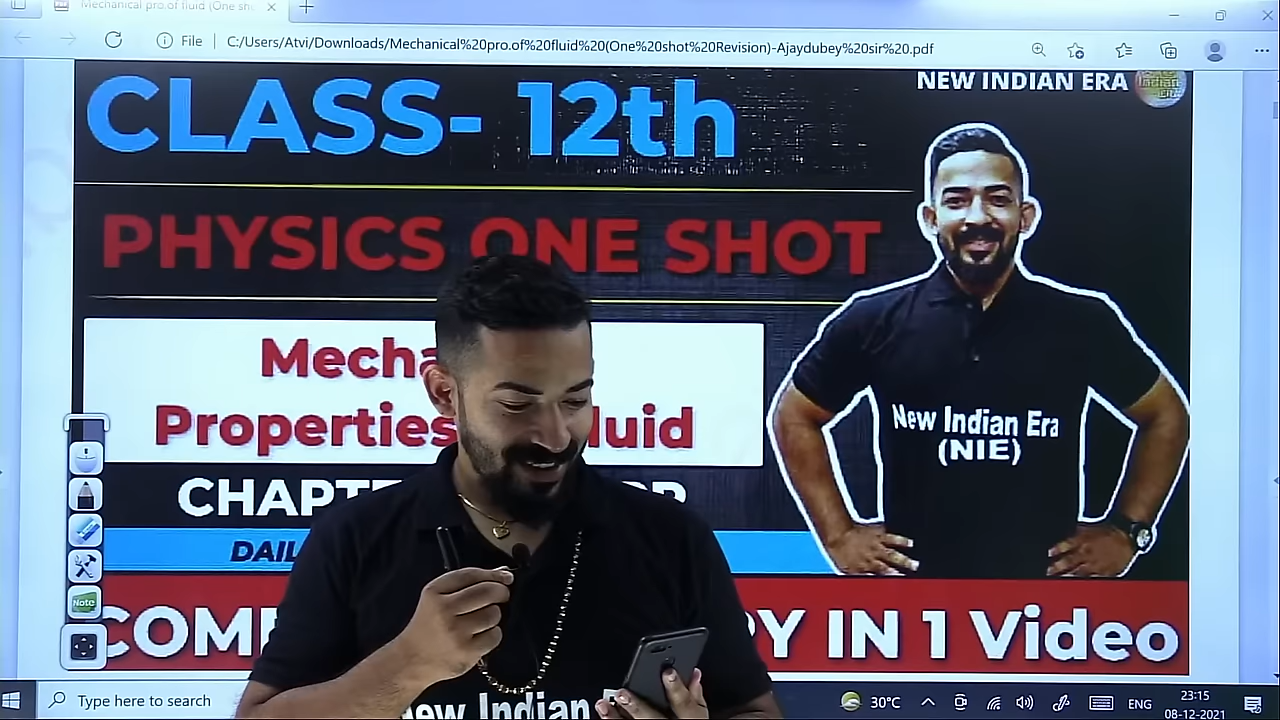 Mechanical pro.of fluid (One sh
File
C:/Users/Atvi/Downloads/Mechanical%20pro.of%20fluid%20(One%20shot%20Revision)-Ajaydubey%20sir%20.pdf
NEW INDIAN ERA
CLASS- 12th
PHYSICS ONE SHOT
Mecha
Properties luid
New Indian Era
(NIE)
CHAPTE
DAIL
COM PY IN 1 Video
Note
New Indian
Type here to search
30°C
ENG
23:15
08-12-2021